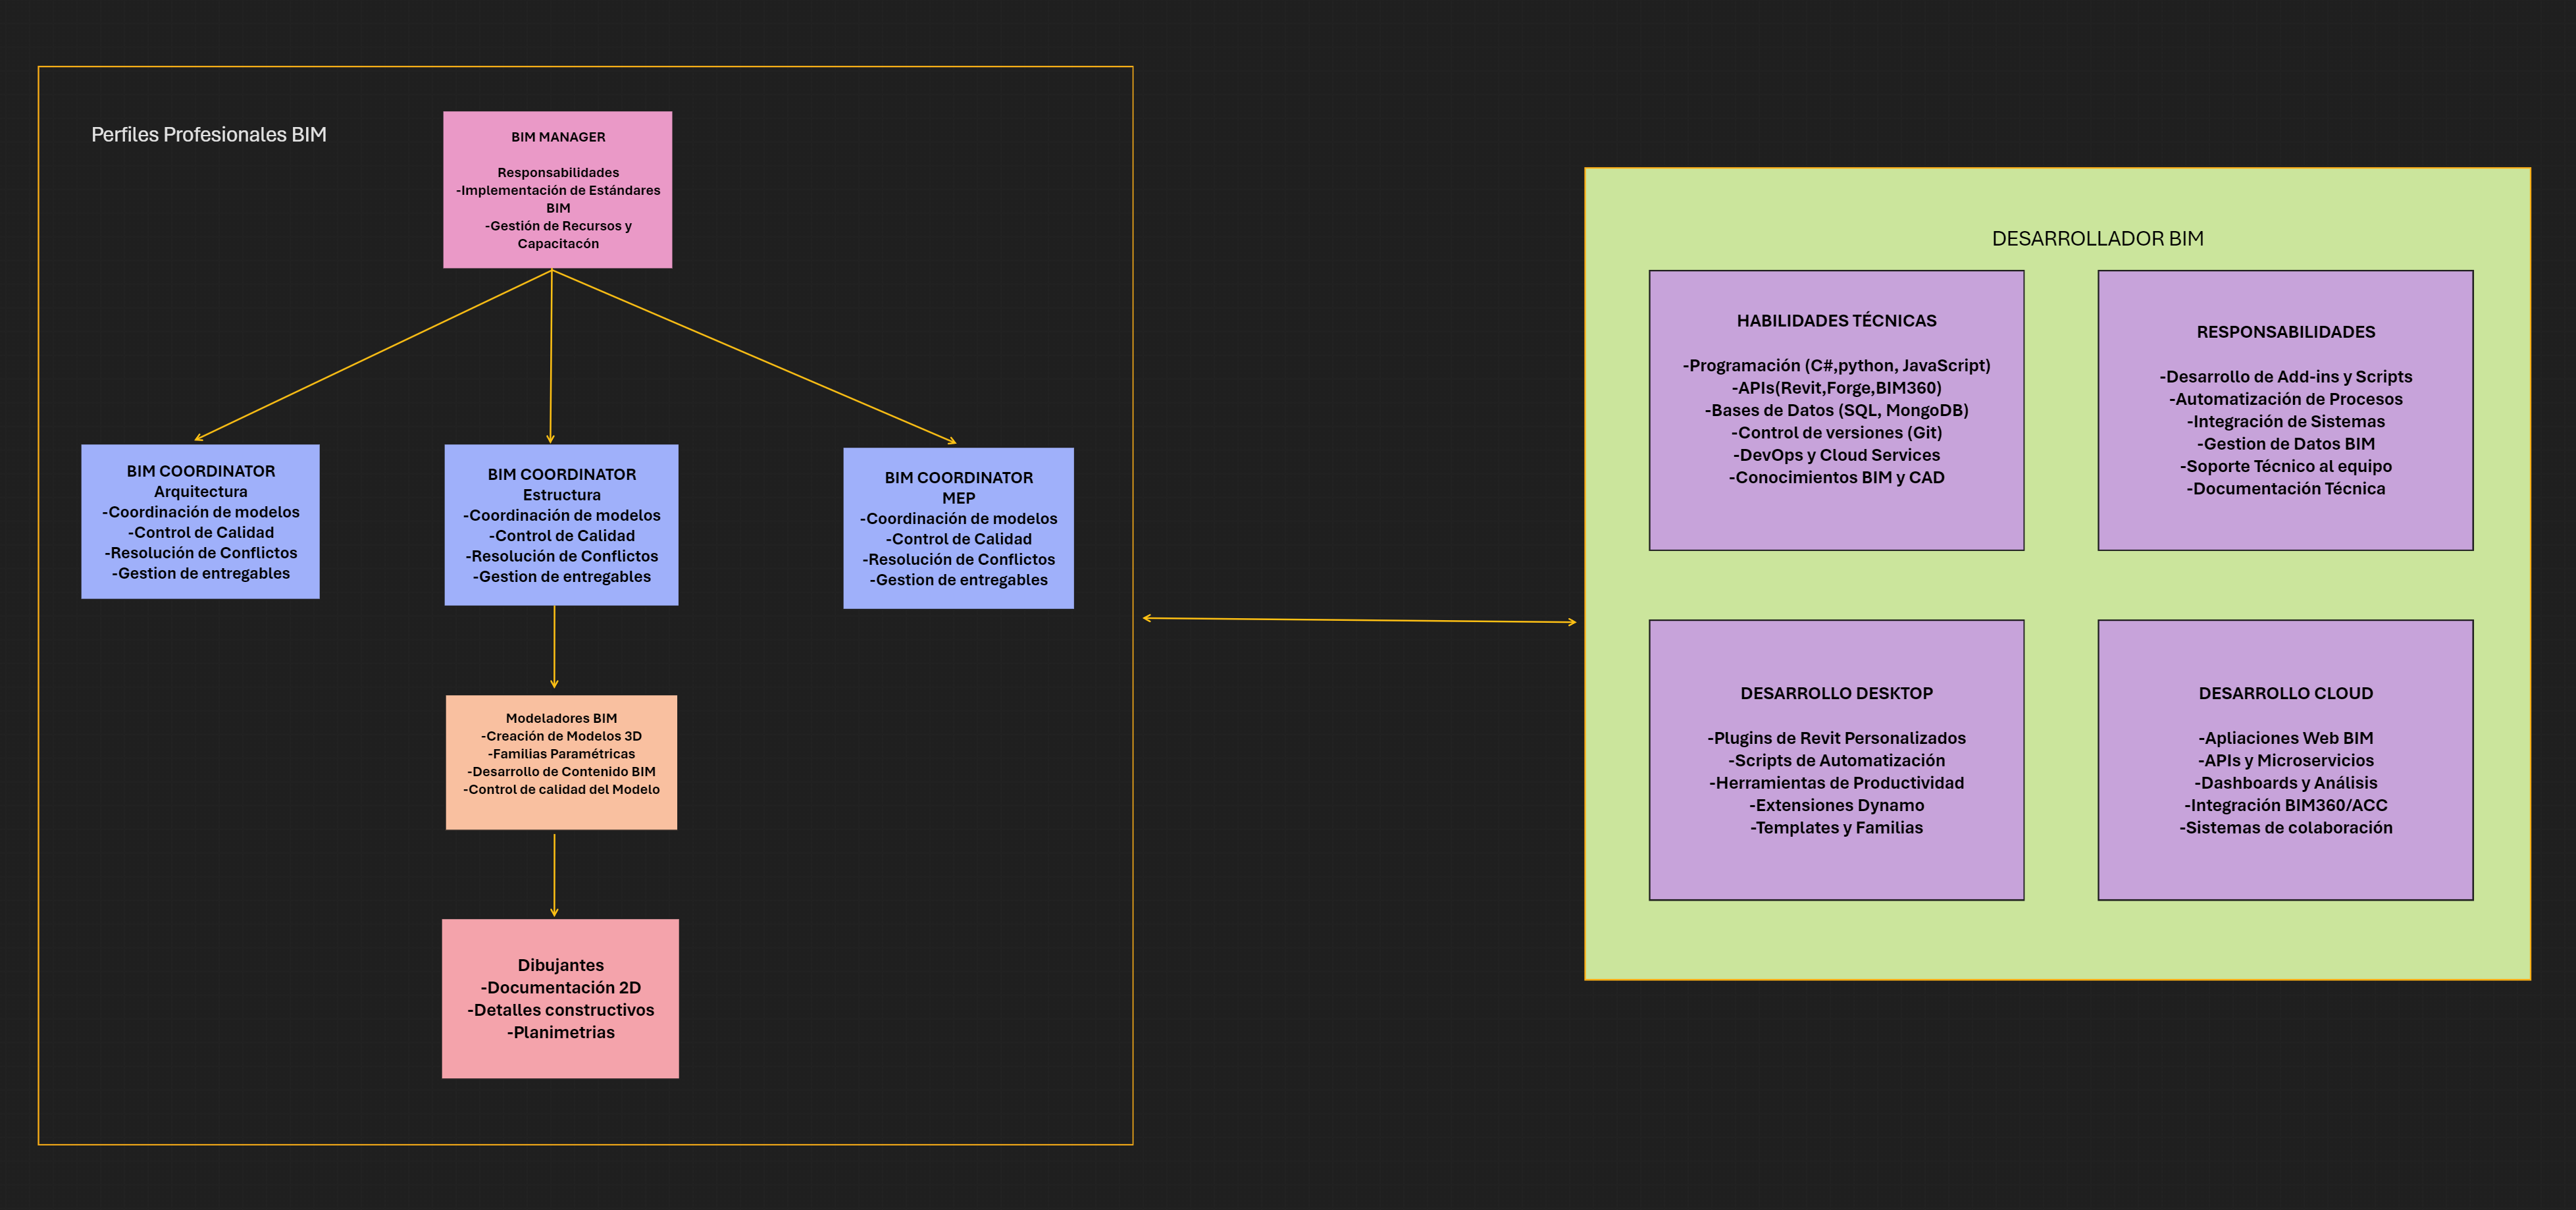 Perfiles Profesionales BIM
BIM MANAGER
Responsabilidades
-Implementación de Estándares
BIM
-Gestión de Recursos y
Capacitacón
BIM COORDINATOR
Arquitectura
-Coordinación de modelos
-Control de Calidad
-Resolución de Conflictos
-Gestion de entregables
BIM COORDINATOR
Estructura
-Coordinación de modelos
-Control de Calidad
-Resolución de Conflictos
-Gestion de entregables
BIM COORDINATOR
MEP
-Coordinación de modelos
-Control de Calidad
-Resolución de Conflictos
-Gestion de entregables
Modeladores BIM
-Creación de Modelos 3D
-Familias Paramétricas
-Desarrollo de Contenido BIM
-Control de calidad del Modelo
Dibujantes
-Documentación 2D
-Detalles constructivos
-Planimetrias
DESARROLLADOR BIM
HABILIDADES TÉCNICAS
-Programación (C#,python, JavaScript)
-APIs(Revit,Forge,BIM360)
-Bases de Datos (SQL, MongoDB)
-Control de versiones (Git)
-DevOps y Cloud Services
-Conocimientos BIM y CAD
RESPONSABILIDADES
-Desarrollo de Add-ins y Scripts
-Automatización de Procesos
-Integración de Sistemas
-Gestion de Datos BIM
-Soporte Técnico al equipo
-Documentación Técnica
DESARROLLO DESKTOP
-Plugins de Revit Personalizados
-Scripts de Automatización
-Herramientas de Productividad
-Extensiones Dynamo
-Templates y Familias
DESARROLLO CLOUD
-Apliaciones Web BIM
-APIs y Microservicios
-Dashboards y Análisis
-Integración BIM360/ACC
-Sistemas de colaboración